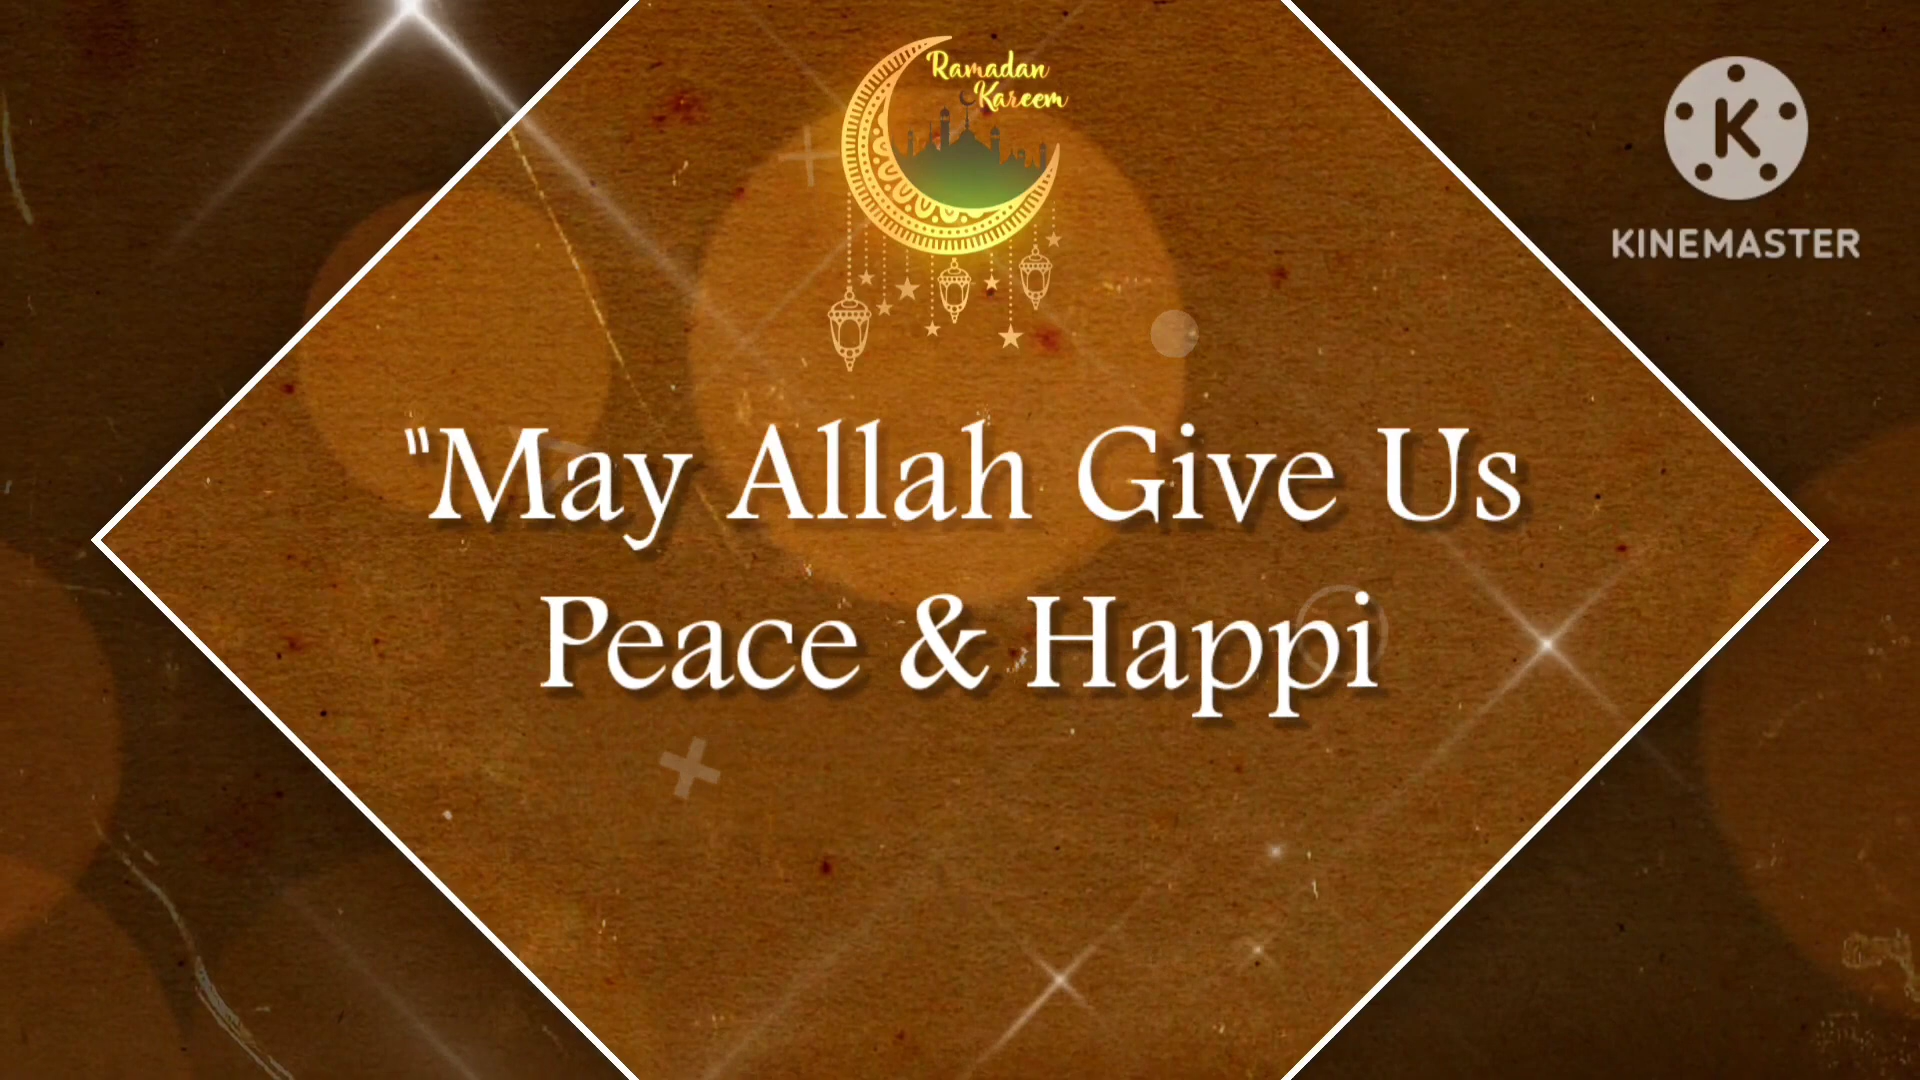 Ramadan
Kareem
K
KINEMASTER
"May Allah Give Us
Peace & Happi